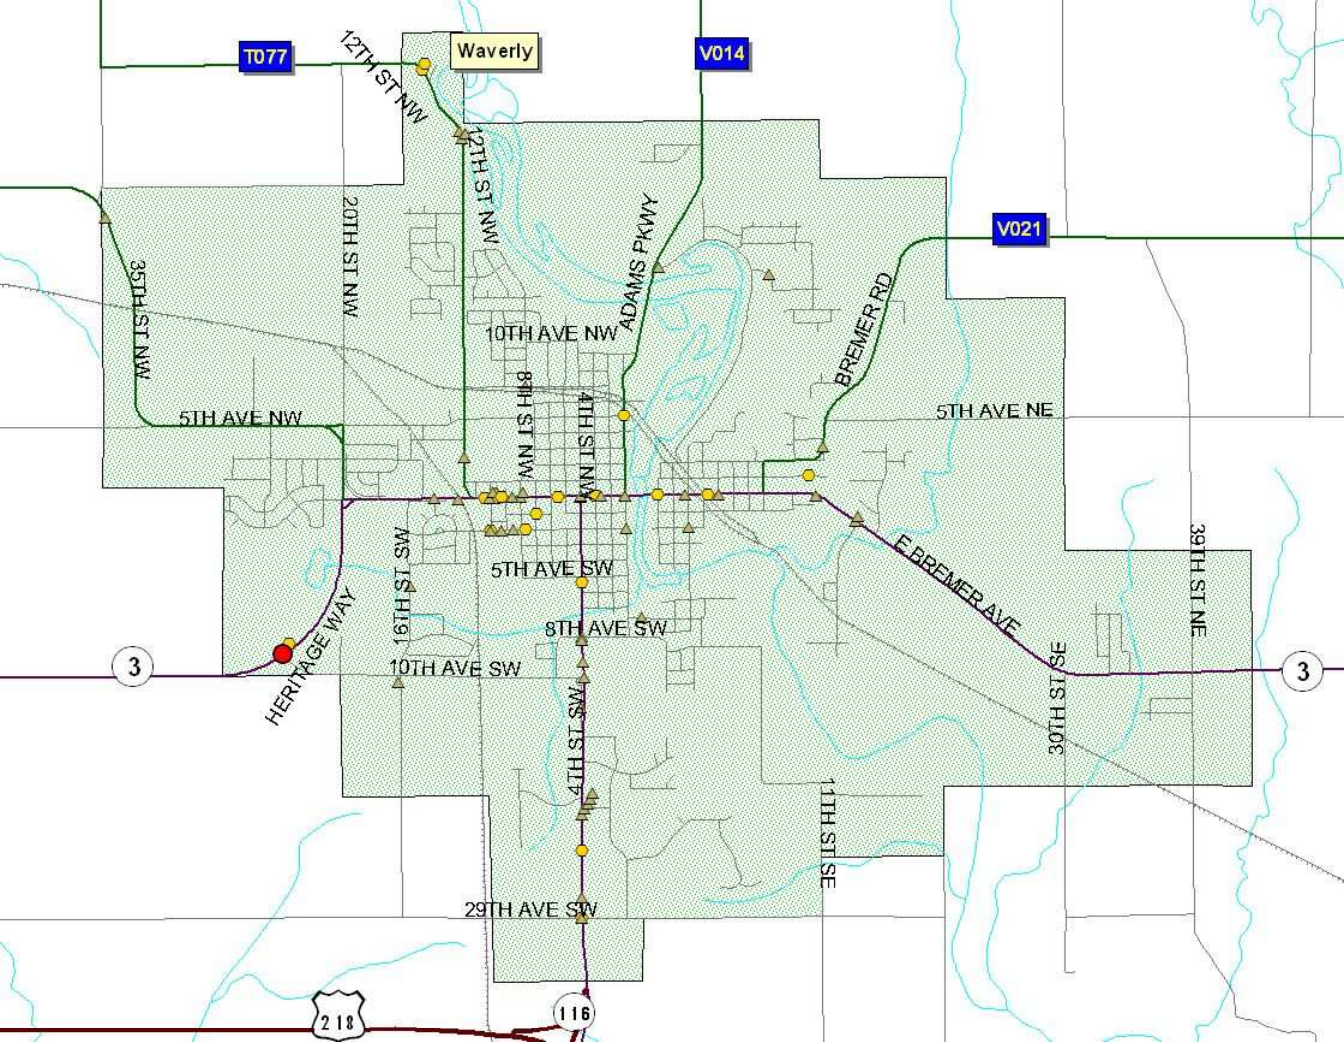 Waverly
T077
V014
12TH ST NW
12TH ST NW
20TH ST NW
ADAMS PKWY
V021
35TH ST NW
BREMER RD
10TH AVE NW
8TH ST NW
4TH ST NW
5TH AVE NW
5TH AVE NE
16TH ST SW
5TH AVE SW
E BREMER AVE
39TH ST NE
HERITAGE WAY
8TH AVE SW
3
10TH AVE SW
3
30TH ST SE
4TH ST SW
11TH ST SE
29TH AVE SW
218
116